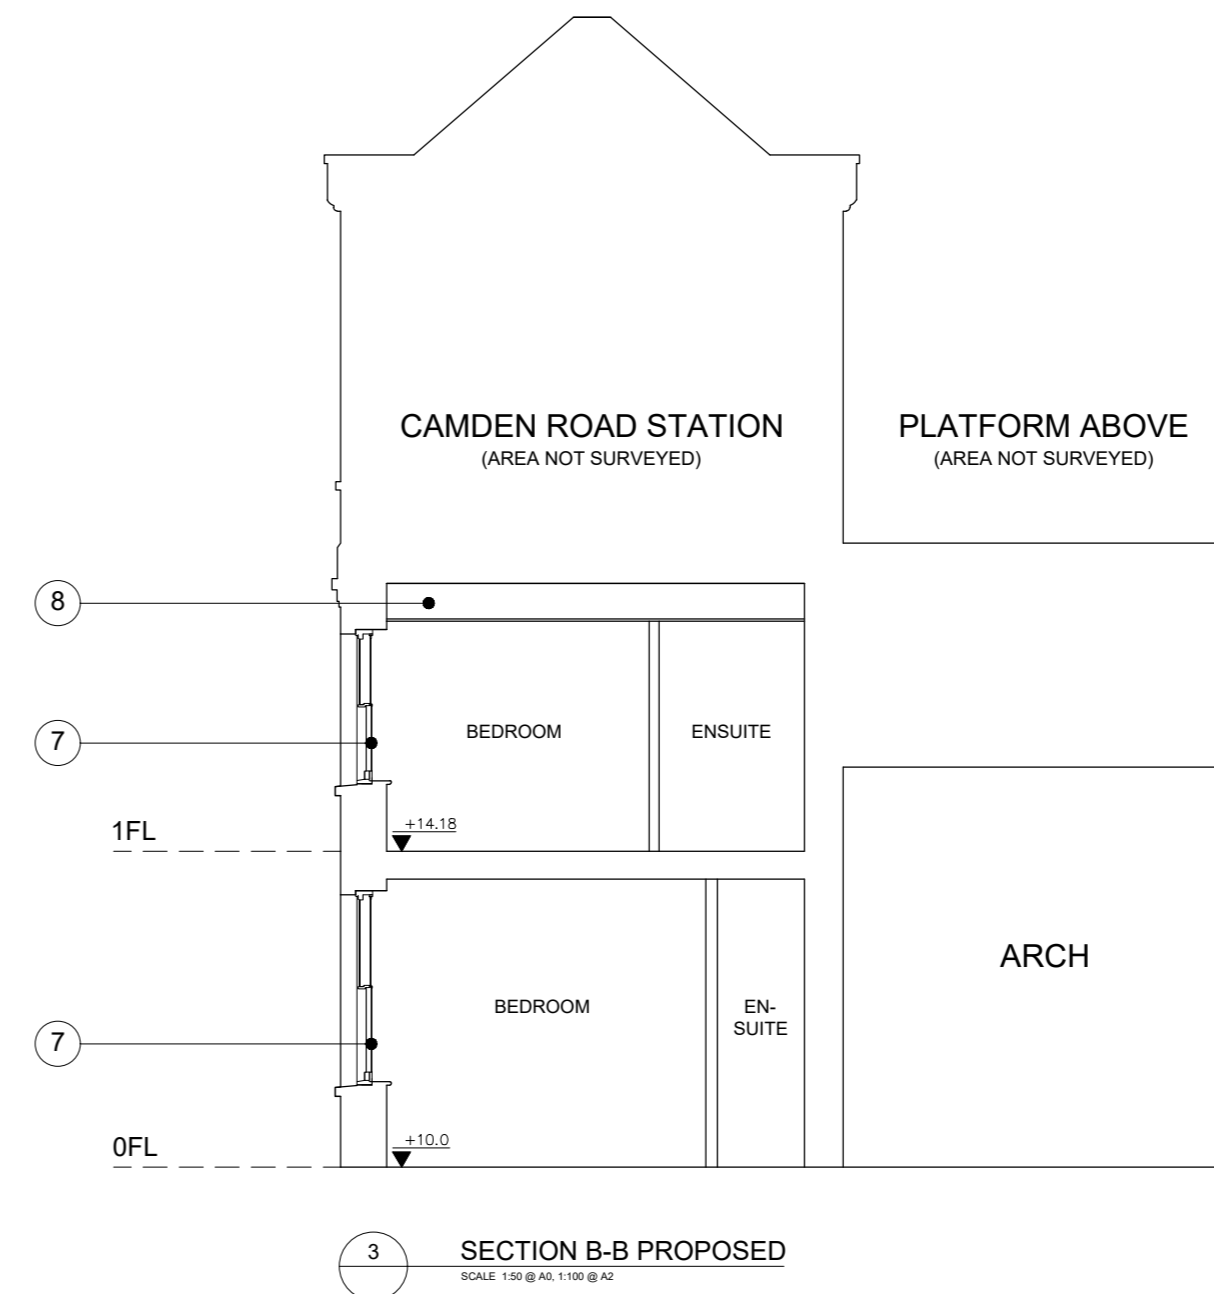 CAMDEN ROAD STATION
(AREA NOT SURVEYED)
PLATFORM ABOVE
(AREA NOT SURVEYED)
8
7
BEDROOM
ENSUITE
1FL
+14.18
ARCH
BEDROOM
EN-
SUITE
7
0FL
+10.0
3
SECTION B-B PROPOSED
SCALE 1:50 @ A0, 1:100 @ A2